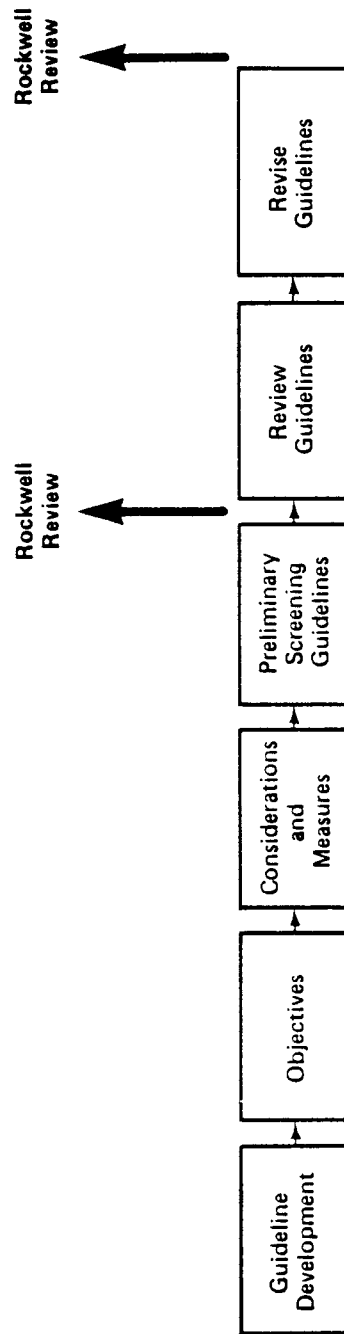 Rockwell
Review
Rockwell
Review
Guideline
Development
Objectives
Considerations
and
Measures
Preliminary
Screening
Guidelines
Review
Guidelines
Revise
Guidelines